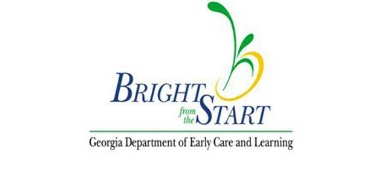 BRIGHT
from
the START
Georgia Department of Early Care and Learning